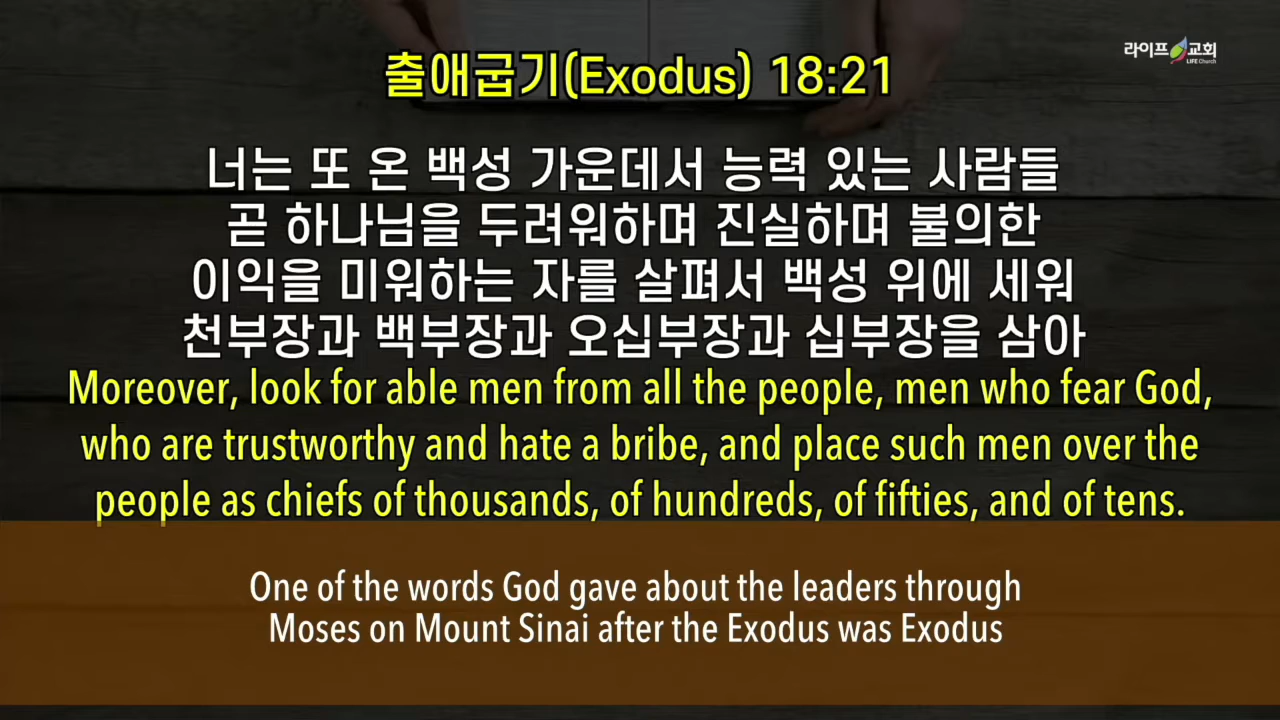 라이프 교회
LIFE Church
출애굽기(Exodus) 18:21
너는 또 온 백성 가운데서 능력 있는 사람들
곧 하나님을 두려워하며 진실하며 불의한
이익을 미워하는 자를 살펴서 백성 위에 세워
천부장과 백부장과 오십부장과 십부장을 삼아
Moreover, look for able men from all the people, men who fear God,
who are trustworthy and hate a bribe, and place such men over the
people as chiefs of thousands, of hundreds, of fifties, and of tens.
One of the words God gave about the leaders through
Moses on Mount Sinai after the Exodus was Exodus